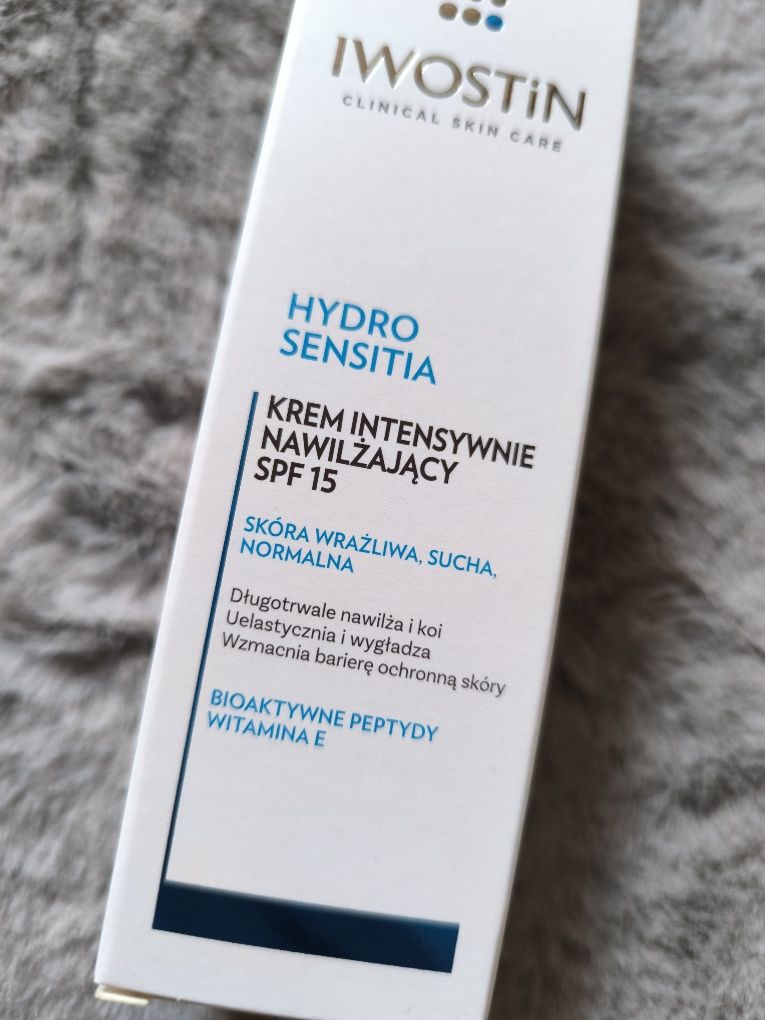 IWOSTiN
CLINICAL SKIN CARE
HYDRO
SENSITIA
KREM INTENSYWNIE
NAWILŻAJĄCY
SPF 15
SKÓRA WRAŻLIWA, SUCHA,
NORMALNA
Długotrwale nawilża i koi
Uelastycznia i wygładza
Wzmacnia barierę ochronną skóry
BIOAKTYWNE PEPTYDY
WITAMINA E